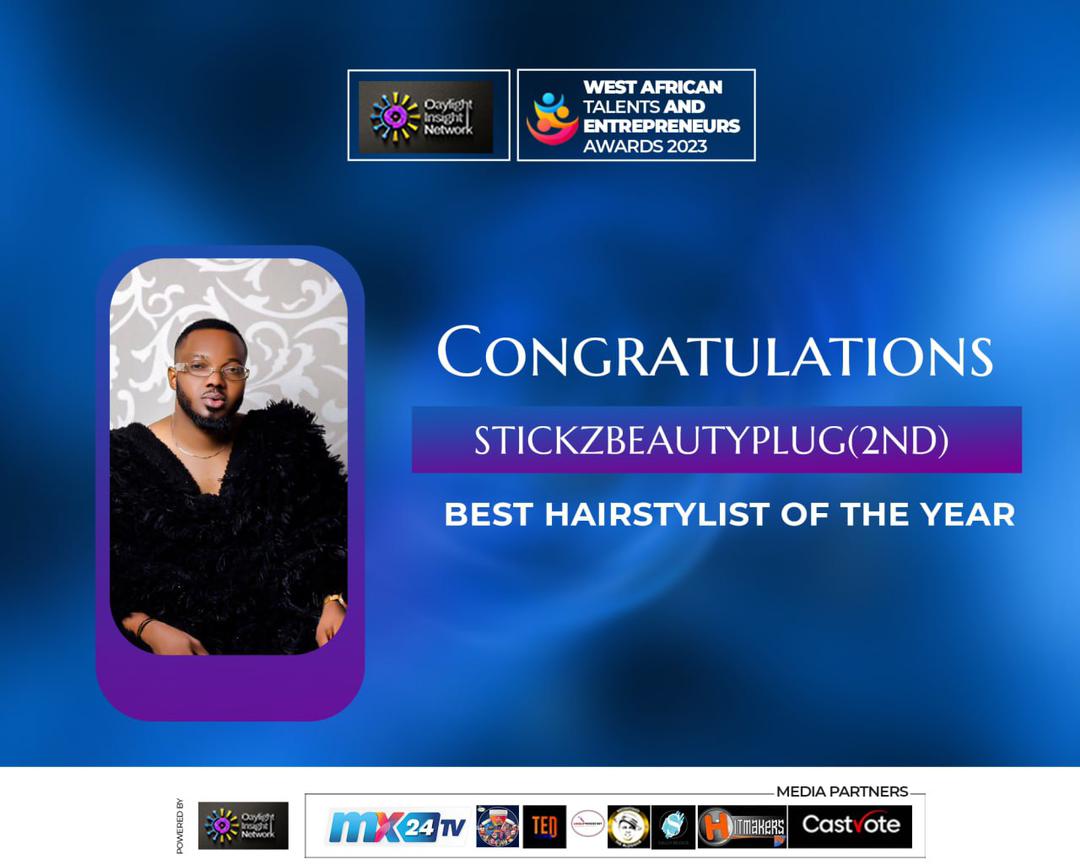 Daylight
Insight
Network
WEST AFRICAN
TALENTS AND
ENTREPRENEURS
AWARDS 2023
CONGRATULATIONS
STICKZBEAUTYPLUG(2ND)
BEST HAIRSTYLIST OF THE YEAR
POWERED BY
Daylight
Insight
Network
MEDIA PARTNERS
MX24TV
TEO
HITMAKERS
CastVote